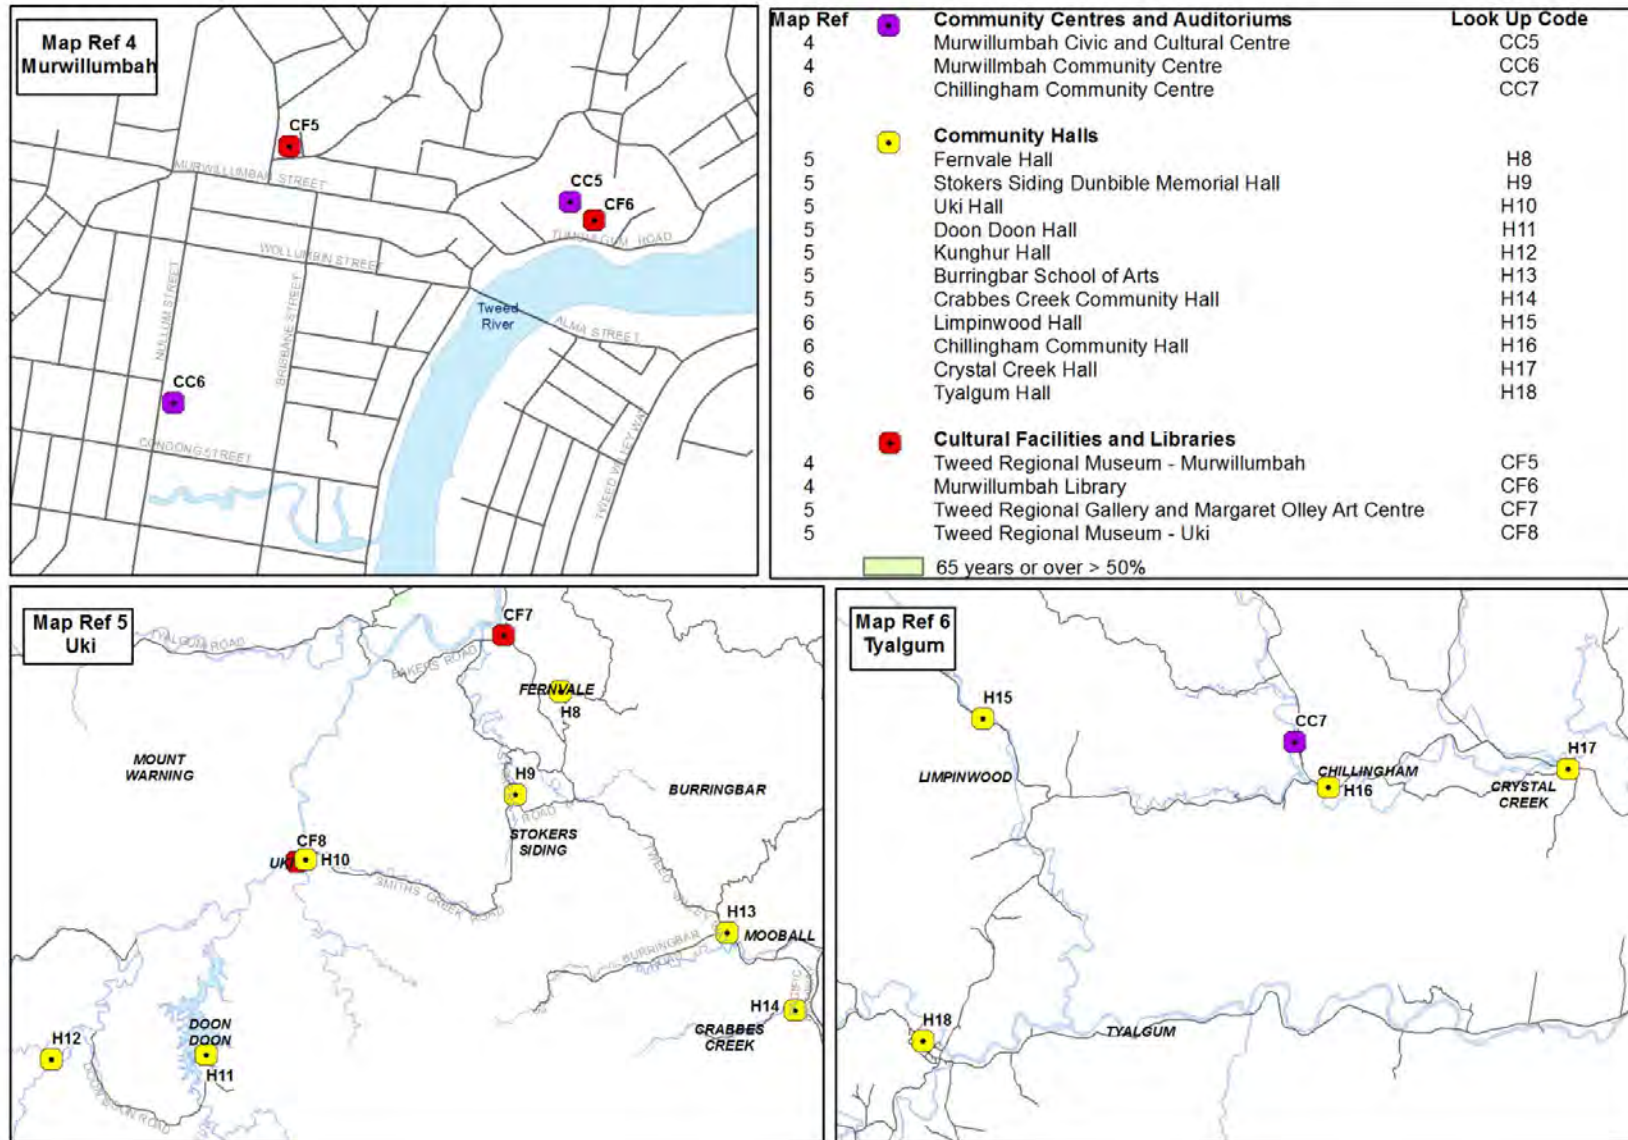 Map Ref 4
Murwillumbah
CF5
MURWILLUMBAH STREET
CC5
CF6
TUMBULGUM ROAD
WOLLUMBIN STREET
NULLUM STREET
BRISBANE STREET
Tweed
River
ALMA STREET
CC6
CONDONG STREET
TWEED VALLEY WAY
Map Ref Community Centres and Auditoriums Look Up Code
4 Murwillumbah Civic and Cultural Centre CC5
4 Murwillmbah Community Centre CC6
6 Chillingham Community Centre CC7
Community Halls
5 Fernvale Hall H8
5 Stokers Siding Dunbible Memorial Hall H9
5 Uki Hall H10
5 Doon Doon Hall H11
5 Kunghur Hall H12
5 Burringbar School of Arts H13
5 Crabbes Creek Community Hall H14
6 Limpinwood Hall H15
6 Chillingham Community Hall H16
6 Crystal Creek Hall H17
6 Tyalgum Hall H18
Cultural Facilities and Libraries
4 Tweed Regional Museum - Murwillumbah CF5
4 Murwillumbah Library CF6
5 Tweed Regional Gallery and Margaret Olley Art Centre CF7
5 Tweed Regional Museum - Uki CF8
65 years or over > 50%
Map Ref 5
Uki
TYALGUM ROAD
CF7
BAKERS ROAD
FERNVALE
H8
MOUNT
WARNING
H9
BURRINGBAR
ROAD
STOKERS
SIDING
CF8
UKI
H10
SMITHS CREEK ROAD
TWEED VALLEY
H13
MOOBALL
BURRINGBAR
ROAD
H14
CRABBES
CREEK
H12
DOON
DOON
H11
DOON DOON ROAD
Map Ref 6
Tyalgum
H15
LIMPINWOOD
CC7
CHILLINGHAM
H16
H17
CRYSTAL
CREEK
H18
TYALGUM